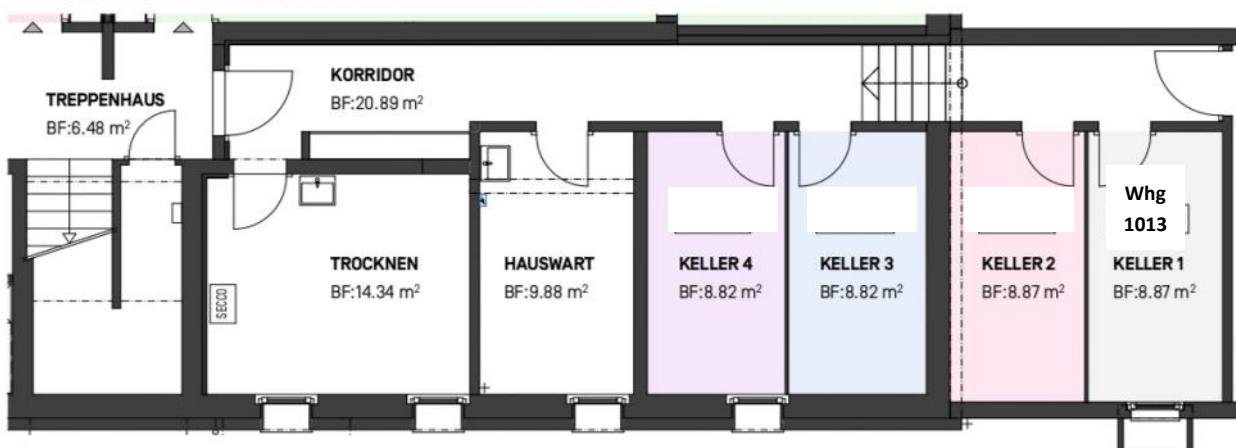 TREPPENHAUS
BF:6.48 m²
KORRIDOR
BF:20.89 m²
TROCKNEN
BF:14.34 m²
SECCO
HAUSWART
BF:9.88 m²
KELLER 4
BF:8.82 m²
KELLER 3
BF:8.82 m²
KELLER 2
BF:8.87 m²
Whg
1013
KELLER 1
BF:8.87 m²